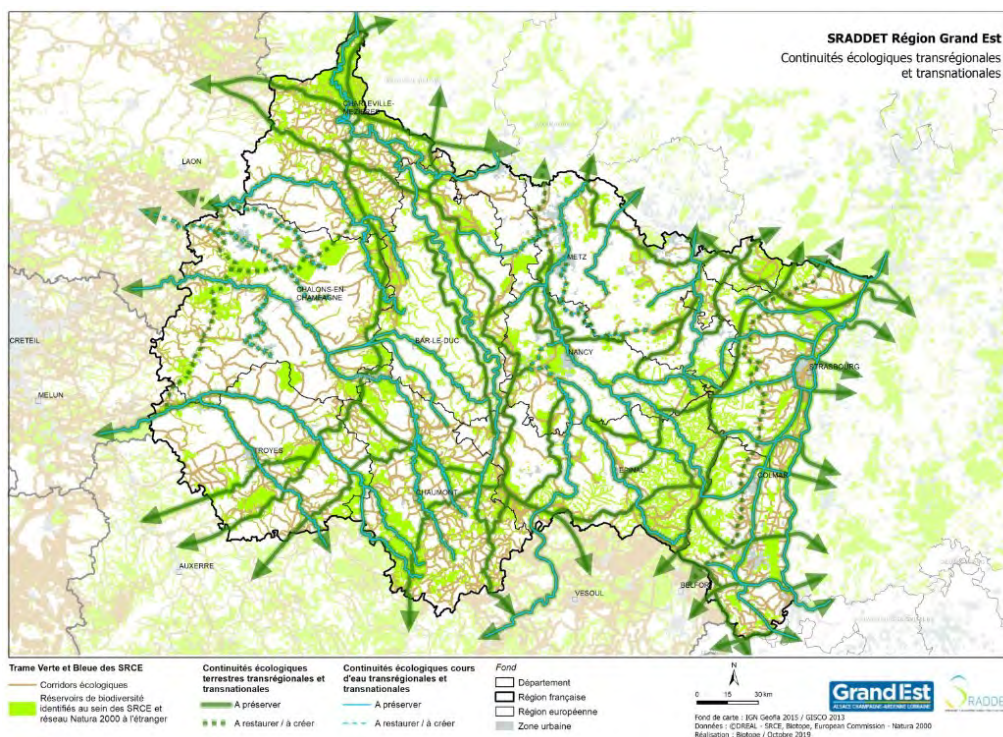 SRADDET Région Grand Est
Continuités écologiques transrégionales
et transnationales
CHARLEVILLE-
MEZIERES
LAON
METZ
CHALONS-EN-
CHAMPAGNE
BAR-LE-DUC
CRETEIL
NANCY
STRASBOURG
MELUN
TROYES
EPINAL
COLMAR
CHAUMONT
AUXERRE
BELFORT
VESOUL
Trame Verte et Bleue des SRCE
Corridors écologiques
Réservoirs de biodiversité
identifiés au sein des SRCE et
réseau Natura 2000 à l'étranger
Continuités écologiques
terrestres transrégionales et
transnationales
A préserver
A restaurer / à créer
Continuités écologiques cours
d'eau transrégionales et
transnationales
A préserver
A restaurer / à créer
Fond
Département
Région française
Région européenne
Zone urbaine
N
0 15 30 km
Fond de carte : IGN Geofla 2015 / GISCO 2013
Données : ©DREAL - SRCE, Biotope, European Commission - Natura 2000
Réalisation : Biotope / Octobre 2019
GrandEst
ALSACE CHAMPAGNE-ARDENNE LORRAINE
SRADDET